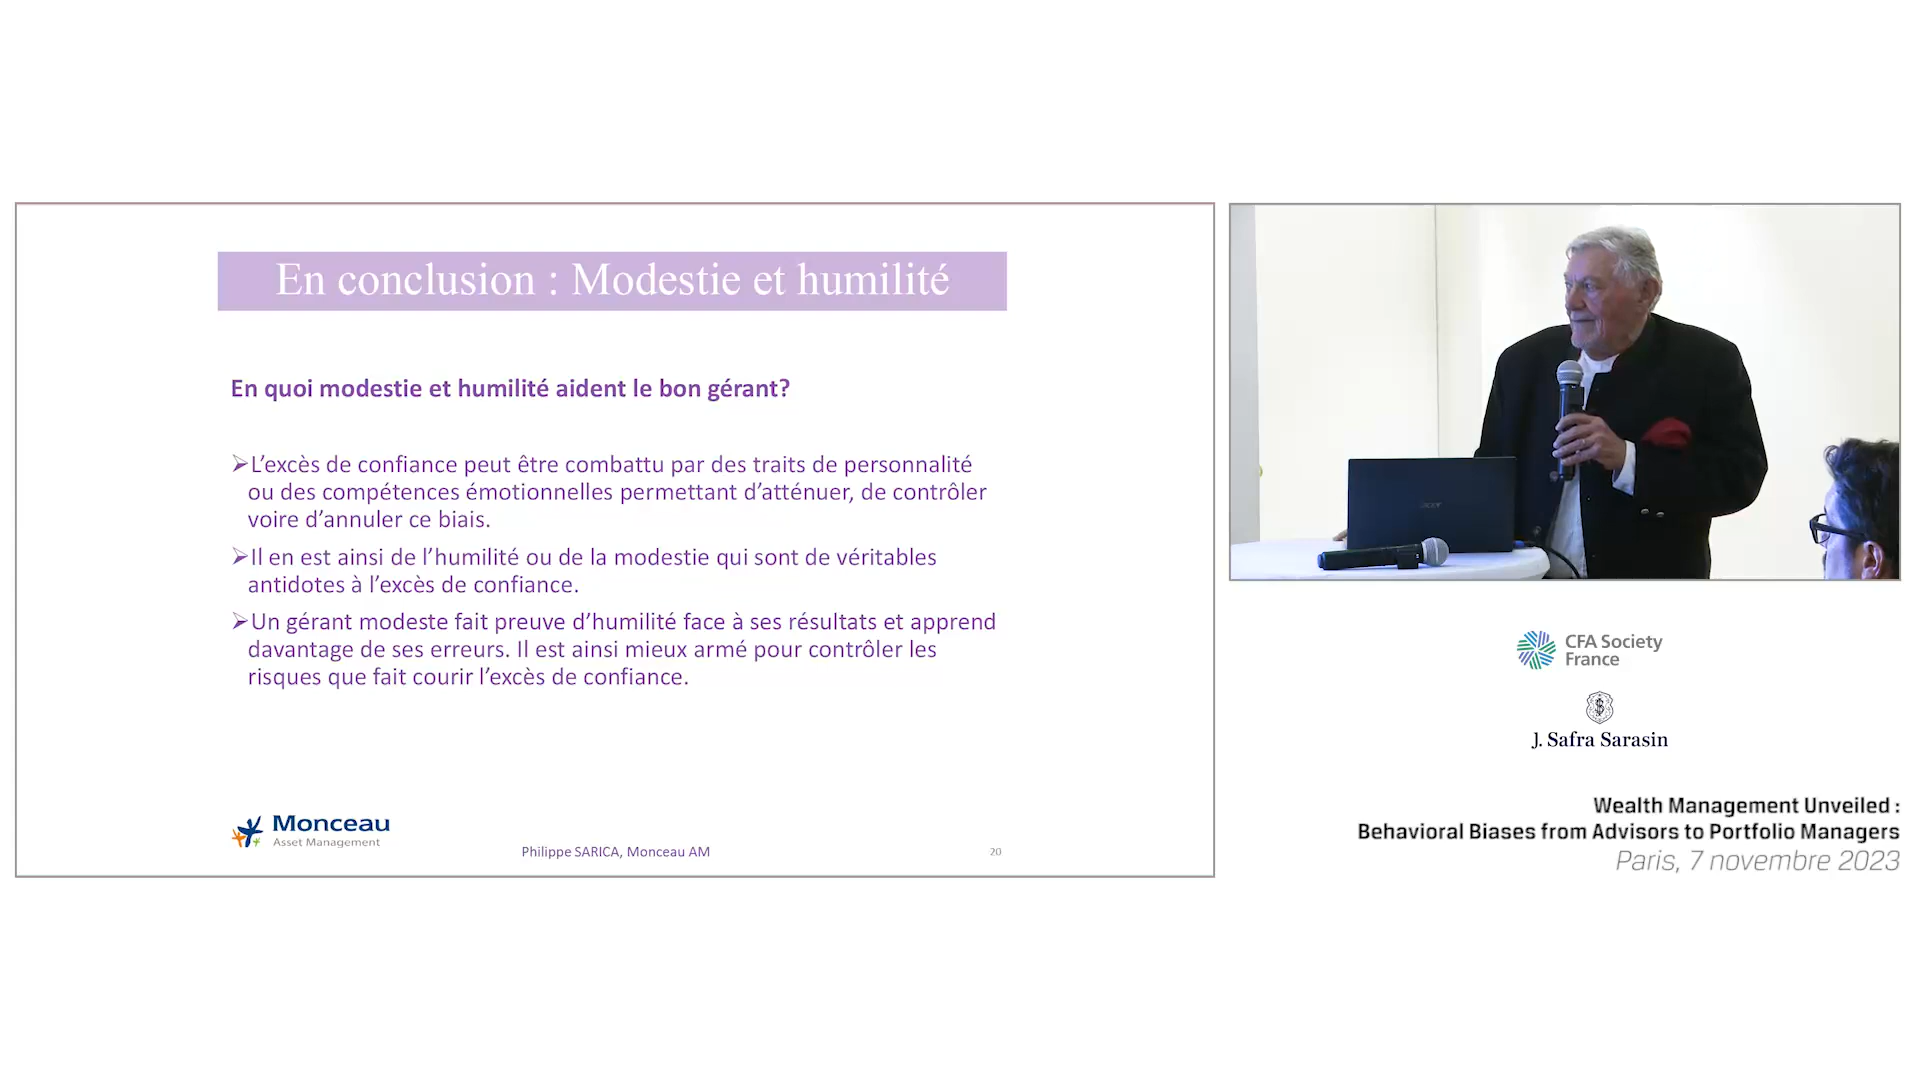 En conclusion : Modestie et humilité
En quoi modestie et humilité aident le bon gérant?
➢L’excès de confiance peut être combattu par des traits de personnalité
ou des compétences émotionnelles permettant d’atténuer, de contrôler
voire d’annuler ce biais.
➢Il en est ainsi de l’humilité ou de la modestie qui sont de véritables
antidotes à l’excès de confiance.
➢Un gérant modeste fait preuve d’humilité face à ses résultats et apprend
davantage de ses erreurs. Il est ainsi mieux armé pour contrôler les
risques que fait courir l’excès de confiance.
Monceau
Asset Management
Philippe SARICA, Monceau AM
20
acer
CFA Society
France
J. Safra Sarasin
Wealth Management Unveiled :
Behavioral Biases from Advisors to Portfolio Managers
Paris, 7 novembre 2023